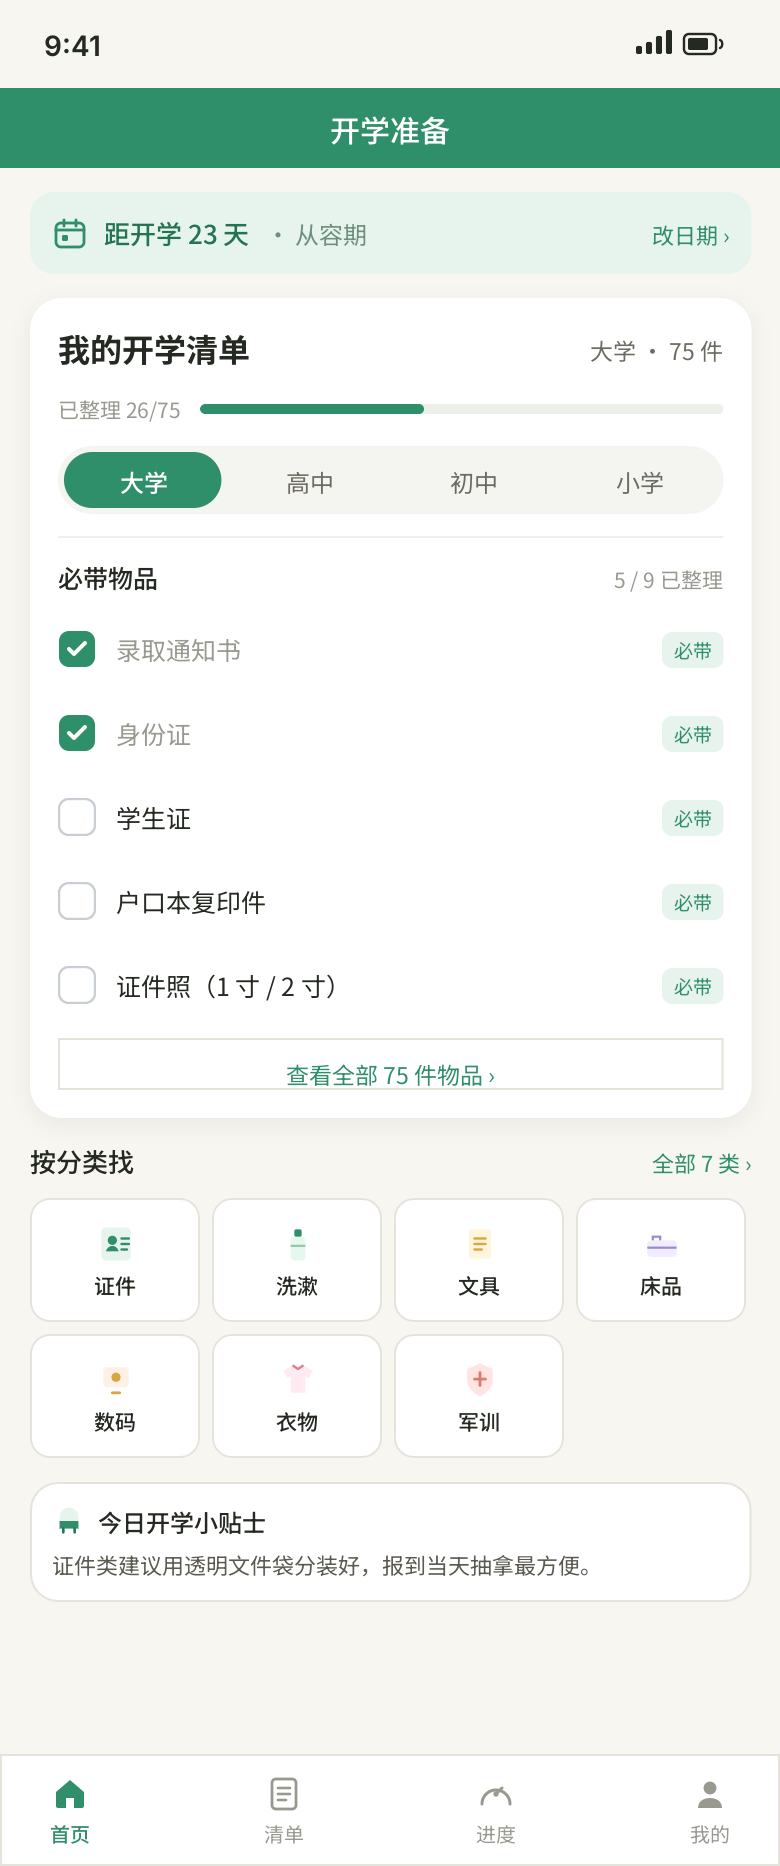 9:41
开学准备
距开学 23 天 · 从容期 改日期 ›
我的开学清单 大学 · 75 件
已整理 26/75
大学 高中 初中 小学
必带物品 5 / 9 已整理
录取通知书 必带
身份证 必带
学生证 必带
户口本复印件 必带
证件照（1 寸 / 2 寸） 必带
查看全部 75 件物品 ›
按分类找 全部 7 类 ›
证件 洗漱 文具 床品
数码 衣物 军训
今日开学小贴士
证件类建议用透明文件袋分装好，报到当天抽拿最方便。
首页 清单 进度 我的